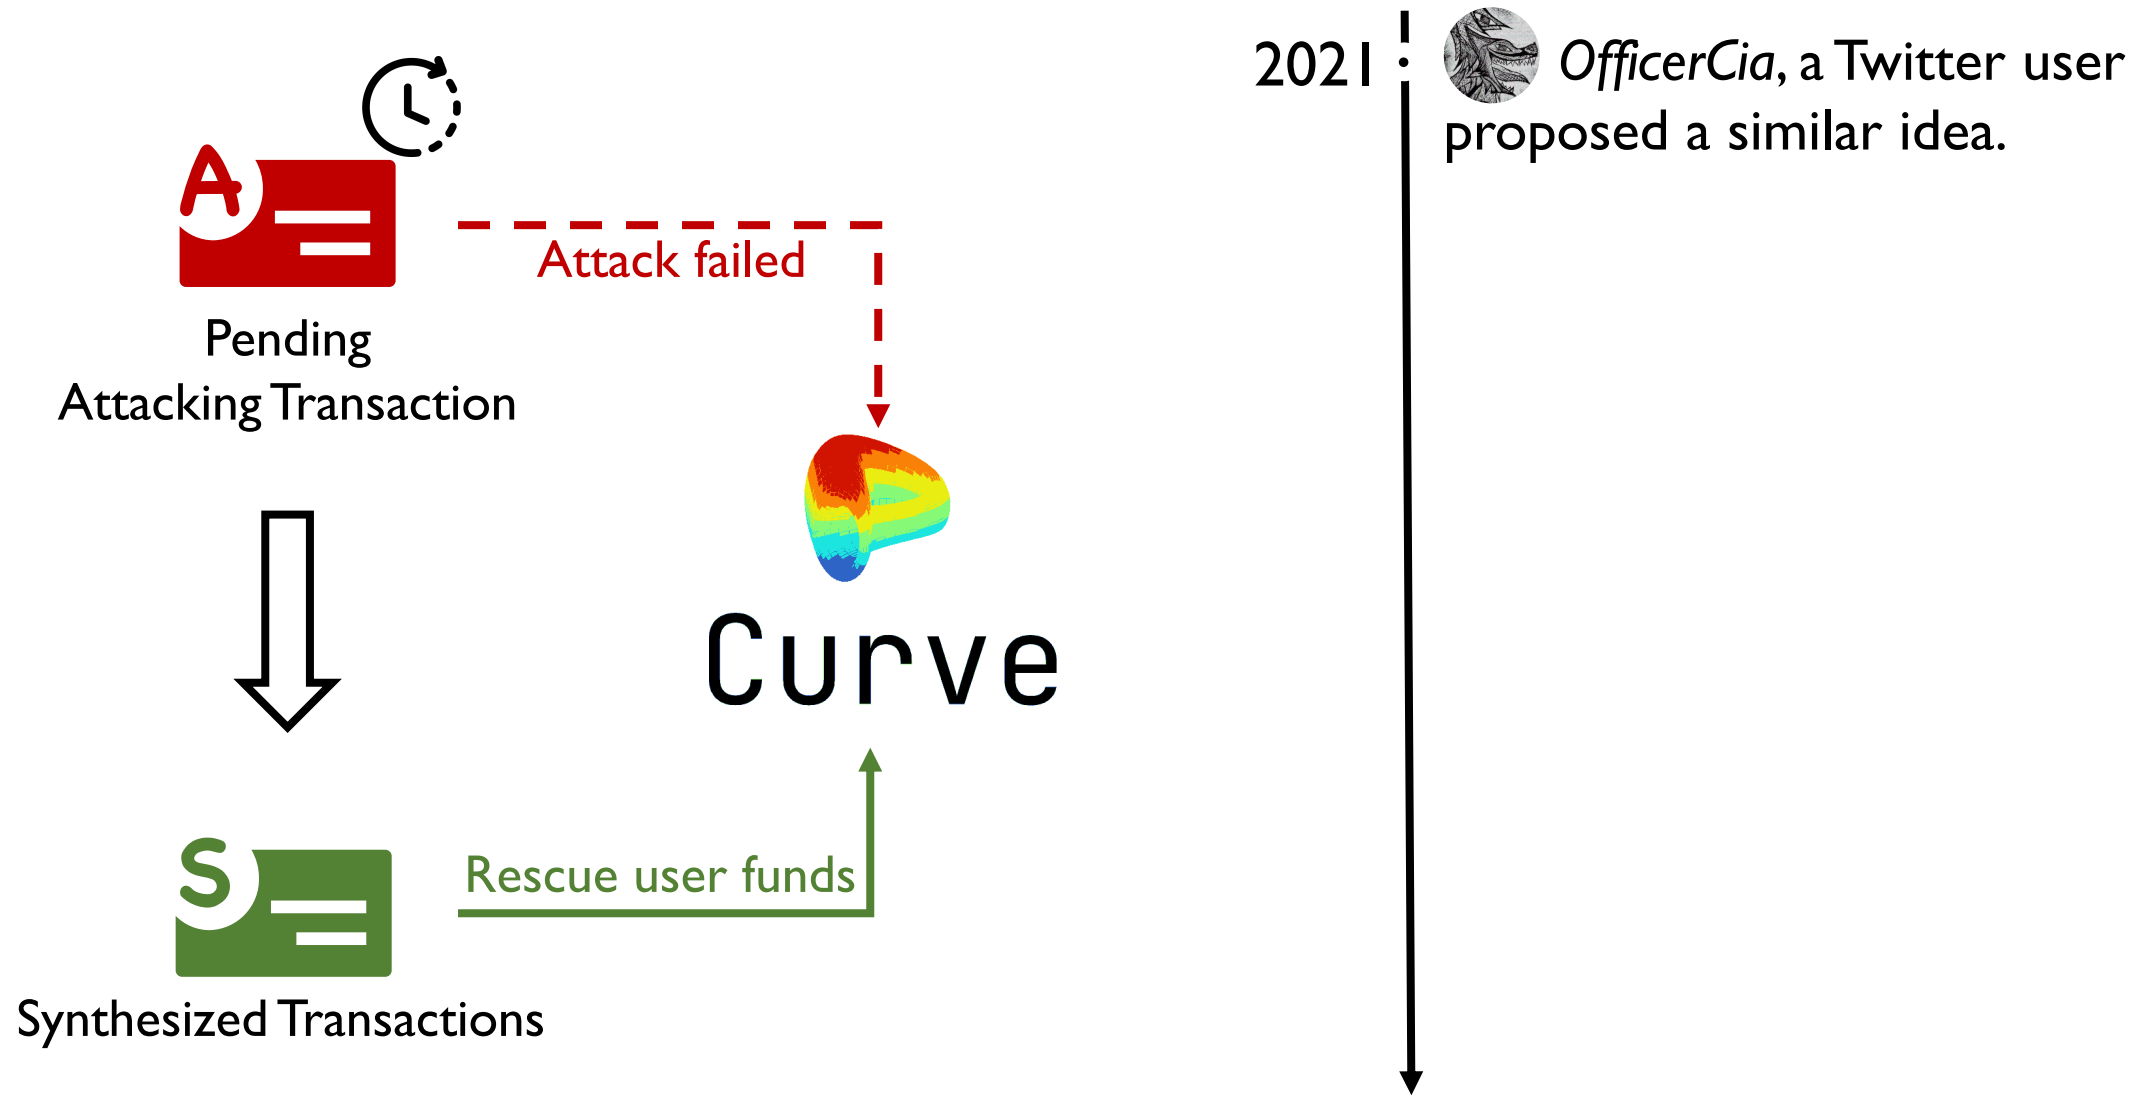 A
Attack failed
Pending
Attacking Transaction
Curve
S
Rescue user funds
Synthesized Transactions
2021
OfficerCia, a Twitter user
proposed a similar idea.